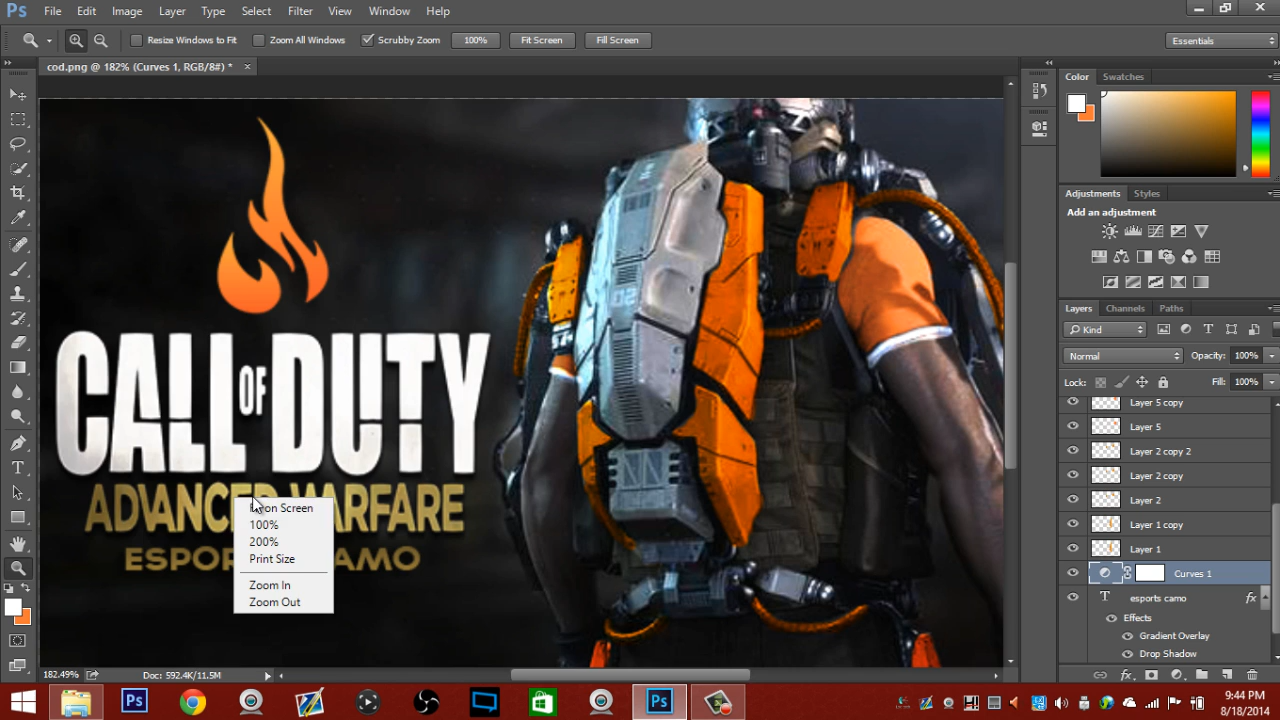 Ps File Edit Image Layer Type Select Filter View Window Help
Resize Windows to Fit Zoom All Windows Scrubby Zoom 100% Fit Screen Fill Screen Essentials
cod.png @ 182% (Curves 1, RGB/8#) * ×
Color Swatches
Adjustments Styles
Add an adjustment
Layers Channels Paths
Kind
Normal Opacity: 100%
Lock: Fill: 100%
Layer 5 copy
Layer 5
Layer 2 copy 2
Layer 2 copy
Layer 2
Layer 1 copy
Layer 1
Curves 1
T esports camo fx
Effects
Gradient Overlay
Drop Shadow
CALL OF DUTY
ADVANCED WARFARE
ESPORTS CAMO
on Screen
100%
200%
Print Size
Zoom In
Zoom Out
182.49% Doc: 592.4K/11.5M
Ps Ps
9:44 PM
8/18/2014